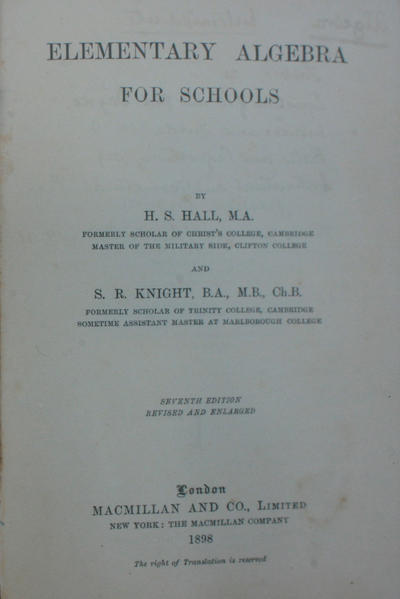 ELEMENTARY ALGEBRA
FOR SCHOOLS
BY
H. S. HALL, M.A.
FORMERLY SCHOLAR OF CHRIST'S COLLEGE, CAMBRIDGE
MASTER OF THE MILITARY SIDE, CLIFTON COLLEGE
AND
S. R. KNIGHT, B.A., M.B., Ch.B.
FORMERLY SCHOLAR OF TRINITY COLLEGE, CAMBRIDGE
SOMETIME ASSISTANT MASTER AT MARLBOROUGH COLLEGE
SEVENTH EDITION
REVISED AND ENLARGED
London
MACMILLAN AND CO., LIMITED
NEW YORK: THE MACMILLAN COMPANY
1898
The right of Translation is reserved